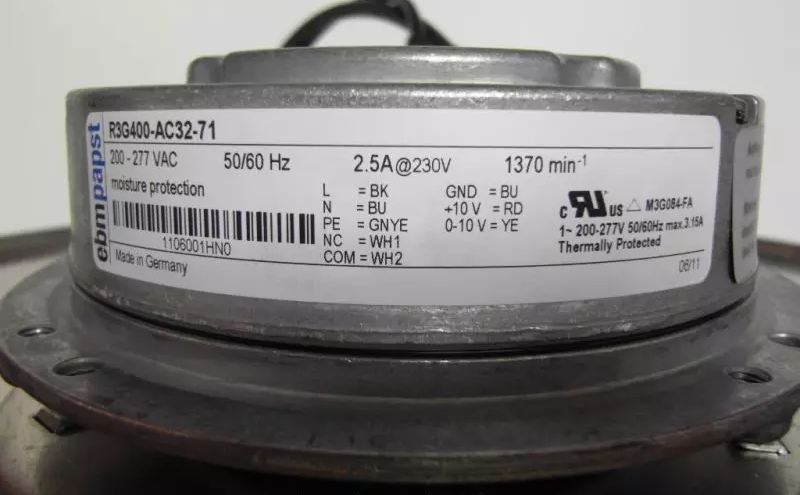 ebmpapst
R3G400-AC32-71
200 - 277 VAC 50/60 Hz 2.5A@230V 1370 min-1
moisture protection
L = BK GND = BU
N = BU +10 V = RD
PE = GNYE 0-10 V = YE
NC = WH1
COM = WH2
1106001HN0
Made in Germany
c RU us △ M3G084-FA
1~ 200-277V 50/60Hz max.3.15A
Thermally Protected
06/11